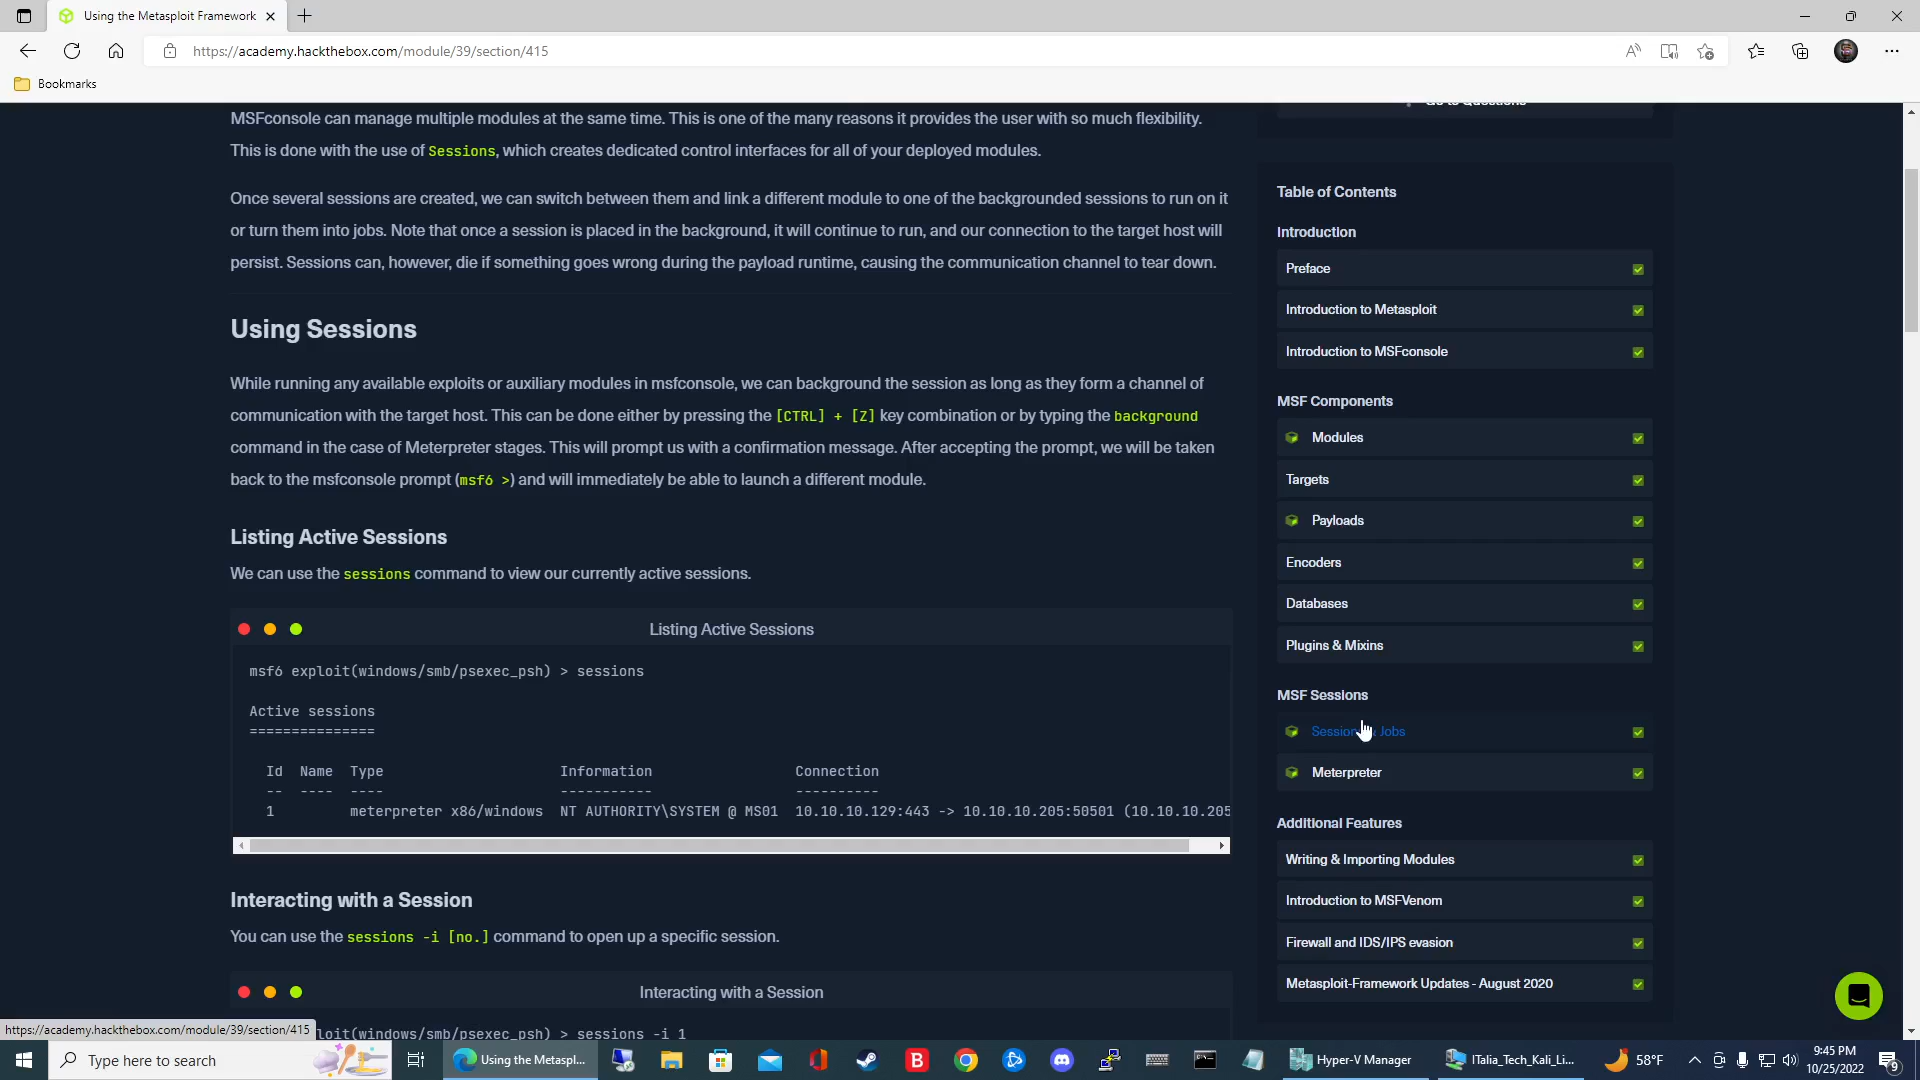 Using the Metasploit Framework
https://academy.hackthebox.com/module/39/section/415
Bookmarks
MSFconsole can manage multiple modules at the same time. This is one of the many reasons it provides the user with so much flexibility.
This is done with the use of Sessions, which creates dedicated control interfaces for all of your deployed modules.
Once several sessions are created, we can switch between them and link a different module to one of the backgrounded sessions to run on it
or turn them into jobs. Note that once a session is placed in the background, it will continue to run, and our connection to the target host will
persist. Sessions can, however, die if something goes wrong during the payload runtime, causing the communication channel to tear down.
Using Sessions
While running any available exploits or auxiliary modules in msfconsole, we can background the session as long as they form a channel of
communication with the target host. This can be done either by pressing the [CTRL] + [Z] key combination or by typing the background
command in the case of Meterpreter stages. This will prompt us with a confirmation message. After accepting the prompt, we will be taken
back to the msfconsole prompt (msf6 >) and will immediately be able to launch a different module.
Listing Active Sessions
We can use the sessions command to view our currently active sessions.
Listing Active Sessions
msf6 exploit(windows/smb/psexec_psh) > sessions
Active sessions
===============
Id Name Type Information Connection
-- ---- ---- ----------- ----------
1 meterpreter x86/windows NT AUTHORITY\SYSTEM @ MS01 10.10.10.129:443 -> 10.10.10.205:50501 (10.10.10.205
Interacting with a Session
You can use the sessions -i [no.] command to open up a specific session.
Interacting with a Session
loit(windows/smb/psexec_psh) > sessions -i 1
Go to Questions
Table of Contents
Introduction
Preface
Introduction to Metasploit
Introduction to MSFconsole
MSF Components
Modules
Targets
Payloads
Encoders
Databases
Plugins & Mixins
MSF Sessions
Session Jobs
Meterpreter
Additional Features
Writing & Importing Modules
Introduction to MSFVenom
Firewall and IDS/IPS evasion
Metasploit-Framework Updates - August 2020
https://academy.hackthebox.com/module/39/section/415
Type here to search
Using the Metaspl...
Hyper-V Manager
ITalia_Tech_Kali_Li...
58°F
9:45 PM
10/25/2022
9